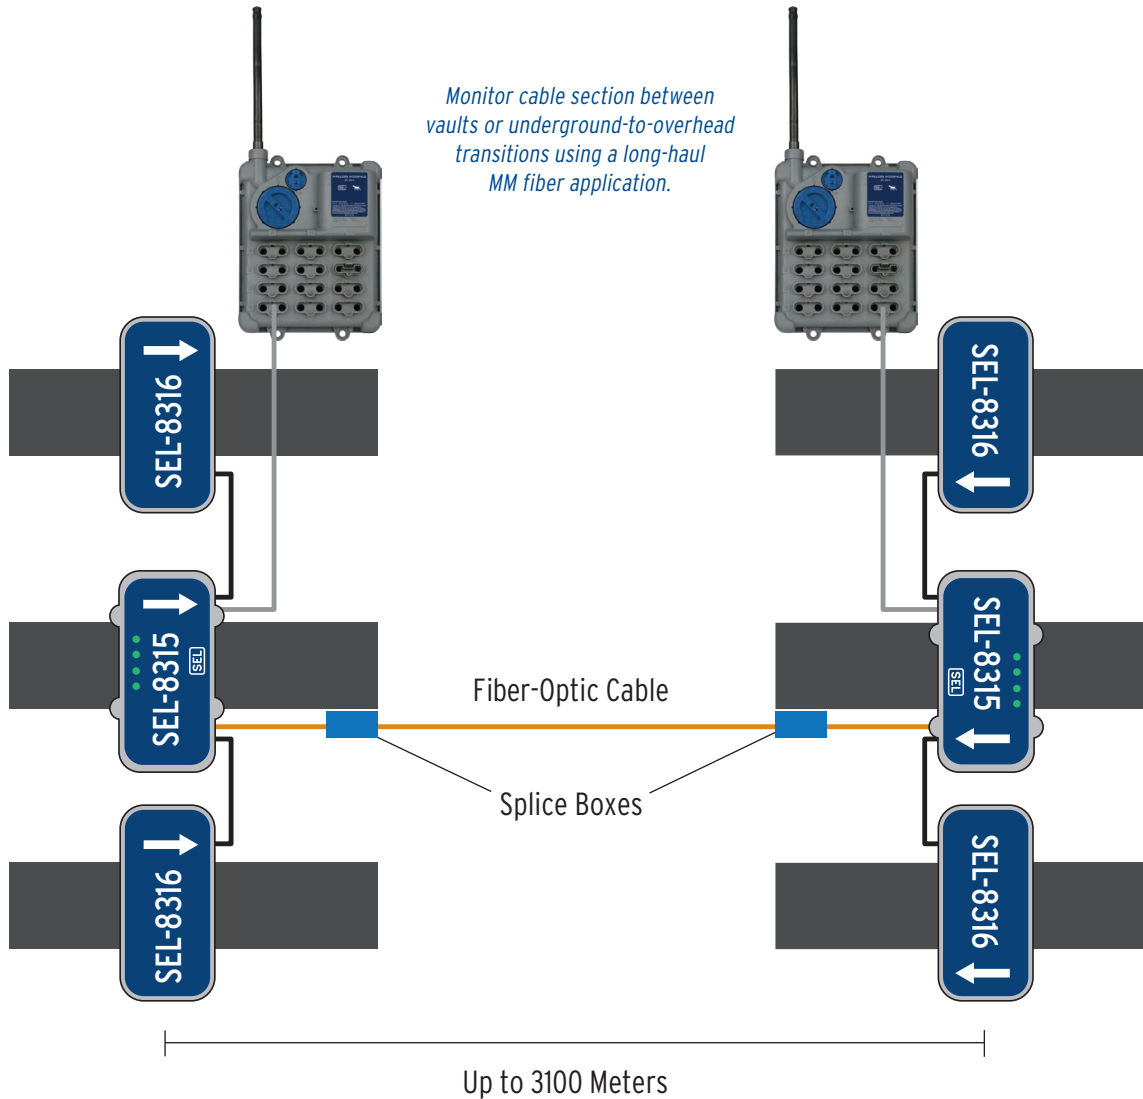 Monitor cable section between
vaults or underground-to-overhead
transitions using a long-haul
MM fiber application.
SEL-8316
SEL-8316
SEL-8315
SEL
SEL-8315
SEL
Fiber-Optic Cable
Splice Boxes
SEL-8316
SEL-8316
Up to 3100 Meters